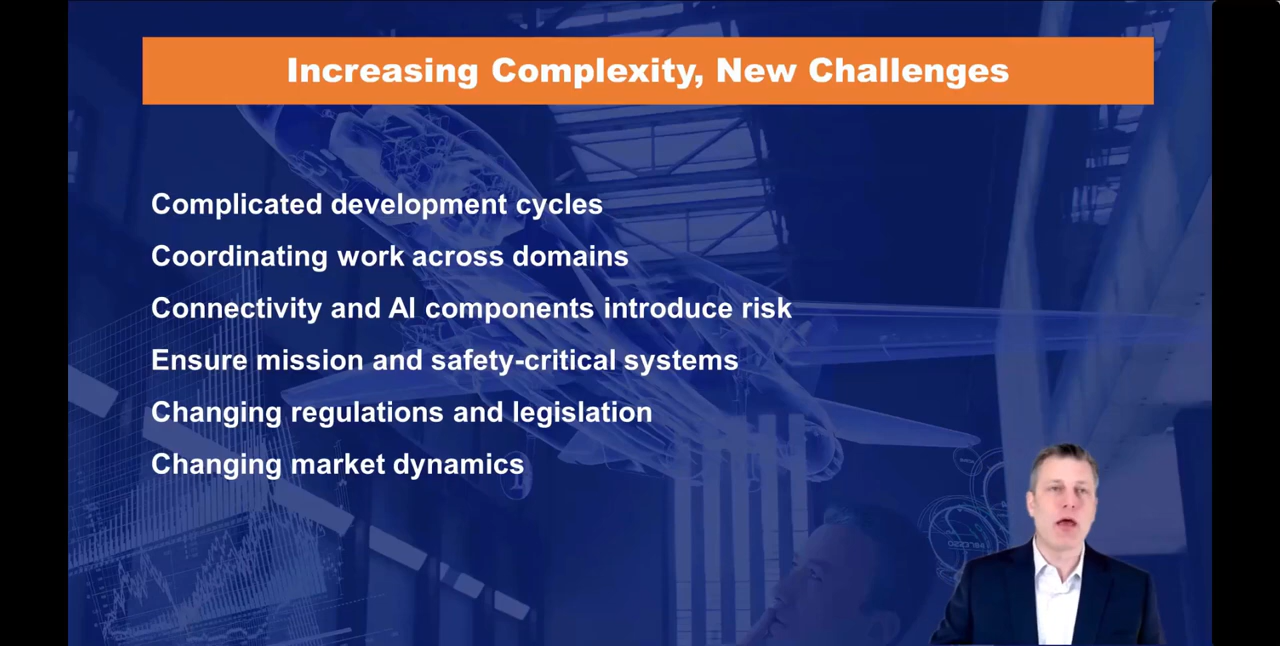 Increasing Complexity, New Challenges
Complicated development cycles
Coordinating work across domains
Connectivity and AI components introduce risk
Ensure mission and safety-critical systems
Changing regulations and legislation
Changing market dynamics